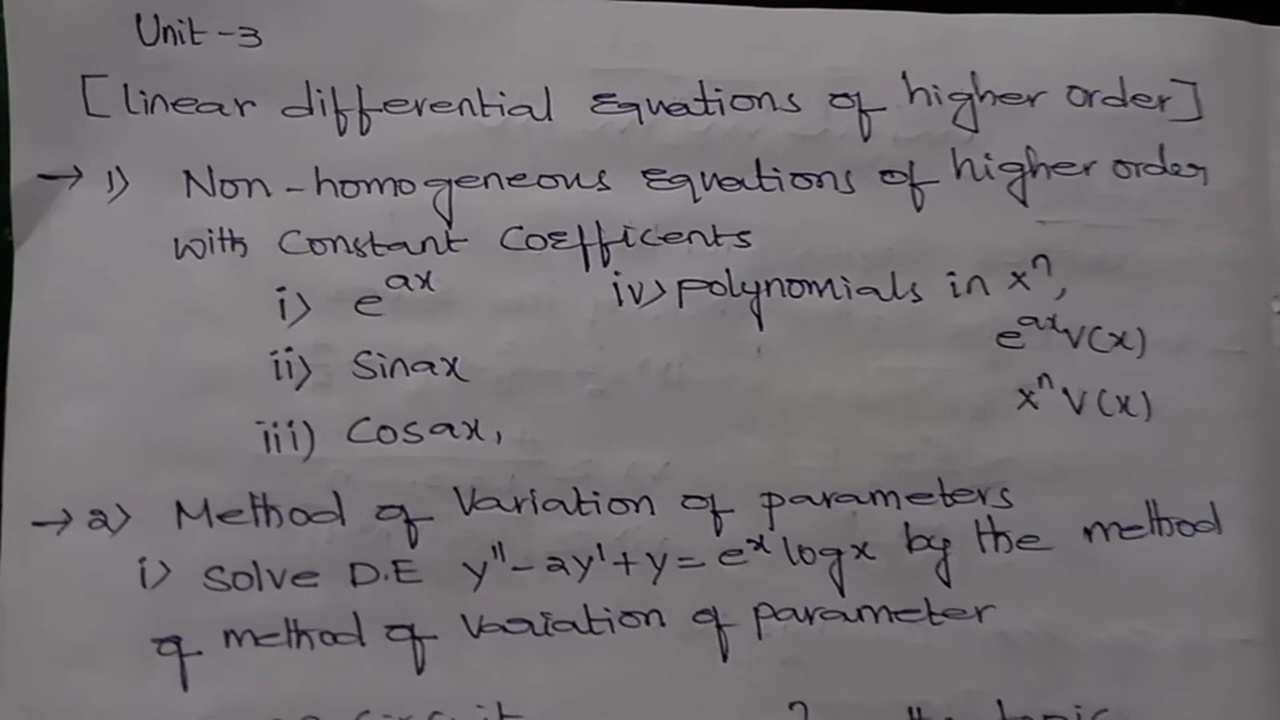 Unit -3
[linear differential Equations of higher order]
→ 1) Non-homogeneous Equations of higher order
with Constant Coefficents
i) e^ax
iv) polynomials in x^n,
e^ax V(x)
ii) Sinax
x^n V(x)
iii) Cosax,
→ 2) Method of Variation of parameters
i) Solve D.E y'' - 2y' + y = e^x log x by the method
of method of Variation of parameter
circuit